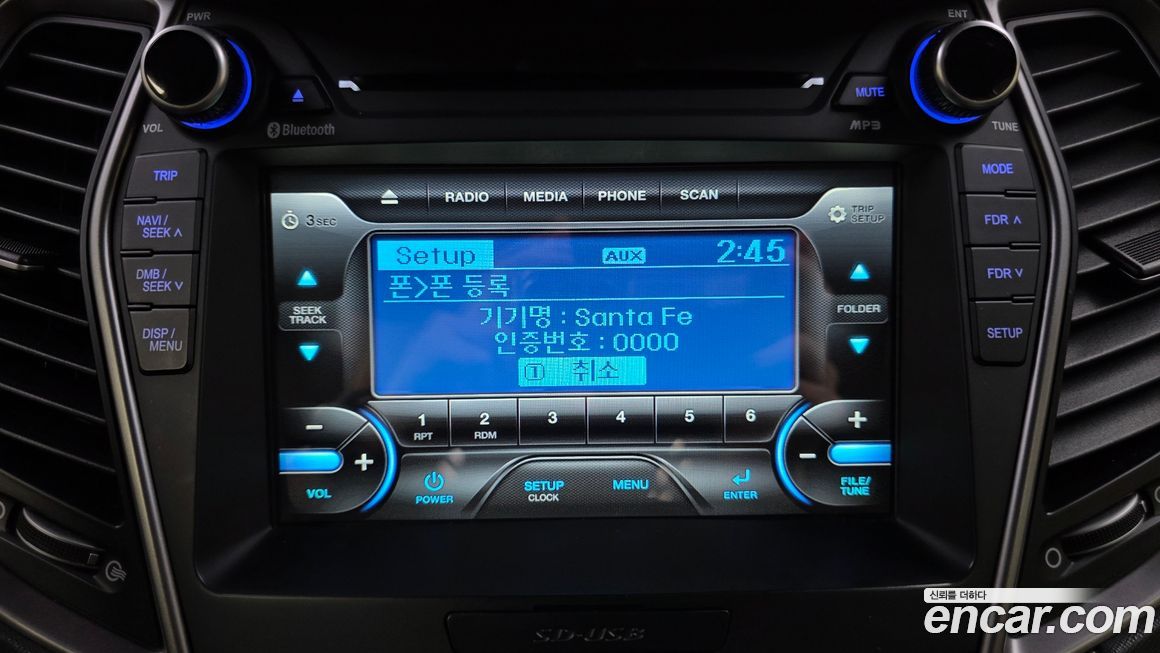 PWR
ENT
VOL
Bluetooth
MUTE
MP3
TUNE
TRIP
NAVI / SEEK ∧
DMB / SEEK ∨
DISP / MENU
MODE
FDR ∧
FDR ∨
SETUP
RADIO MEDIA PHONE SCAN
3 SEC
TRIP SETUP
Setup AUX 2:45
폰>폰 등록
기기명 : Santa Fe
인증번호 : 0000
1 취소
SEEK TRACK
FOLDER
1 RPT
2 RDM
3
4
5
6
− + VOL
POWER
SETUP CLOCK
MENU
ENTER
+ − FILE/ TUNE
SD-USB
신뢰를 더하다
encar.com